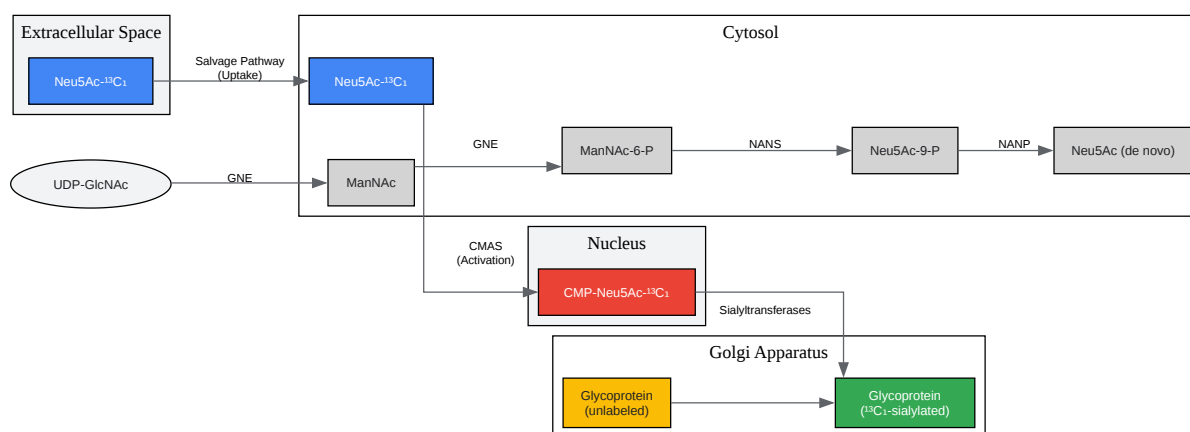 Extracellular Space
Cytosol
Neu5Ac-¹³C₁
Salvage Pathway
(Uptake)
Neu5Ac-¹³C₁
UDP-GlcNAc
GNE
ManNAc
GNE
ManNAc-6-P
NANS
Neu5Ac-9-P
NANP
Neu5Ac (de novo)
CMAS
(Activation)
Nucleus
CMP-Neu5Ac-¹³C₁
Sialyltransferases
Golgi Apparatus
Glycoprotein
(unlabeled)
Glycoprotein
(¹³C₁-sialylated)